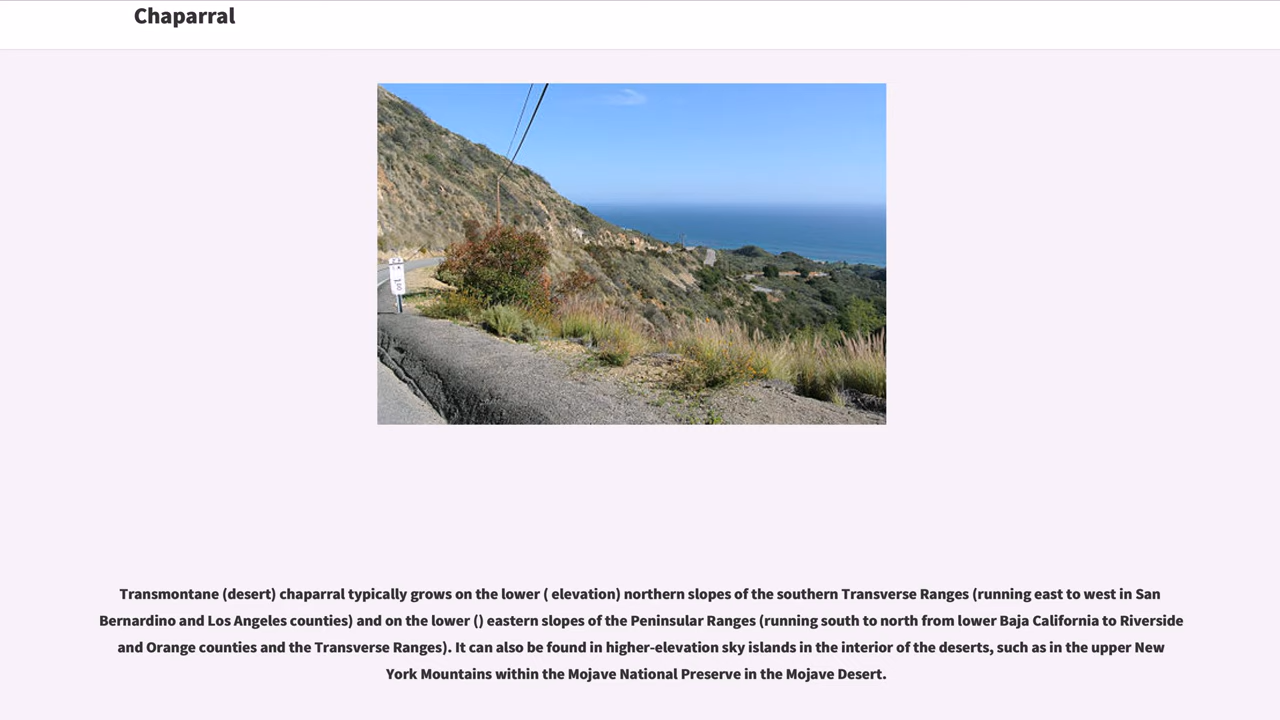 Chaparral
Transmontane (desert) chaparral typically grows on the lower ( elevation) northern slopes of the southern Transverse Ranges (running east to west in San
Bernardino and Los Angeles counties) and on the lower () eastern slopes of the Peninsular Ranges (running south to north from lower Baja California to Riverside
and Orange counties and the Transverse Ranges). It can also be found in higher-elevation sky islands in the interior of the deserts, such as in the upper New
York Mountains within the Mojave National Preserve in the Mojave Desert.